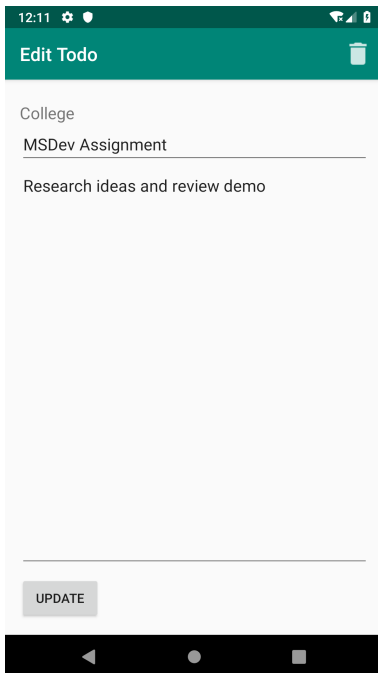 12:11
Edit Todo
College
MSDev Assignment
Research ideas and review demo
UPDATE